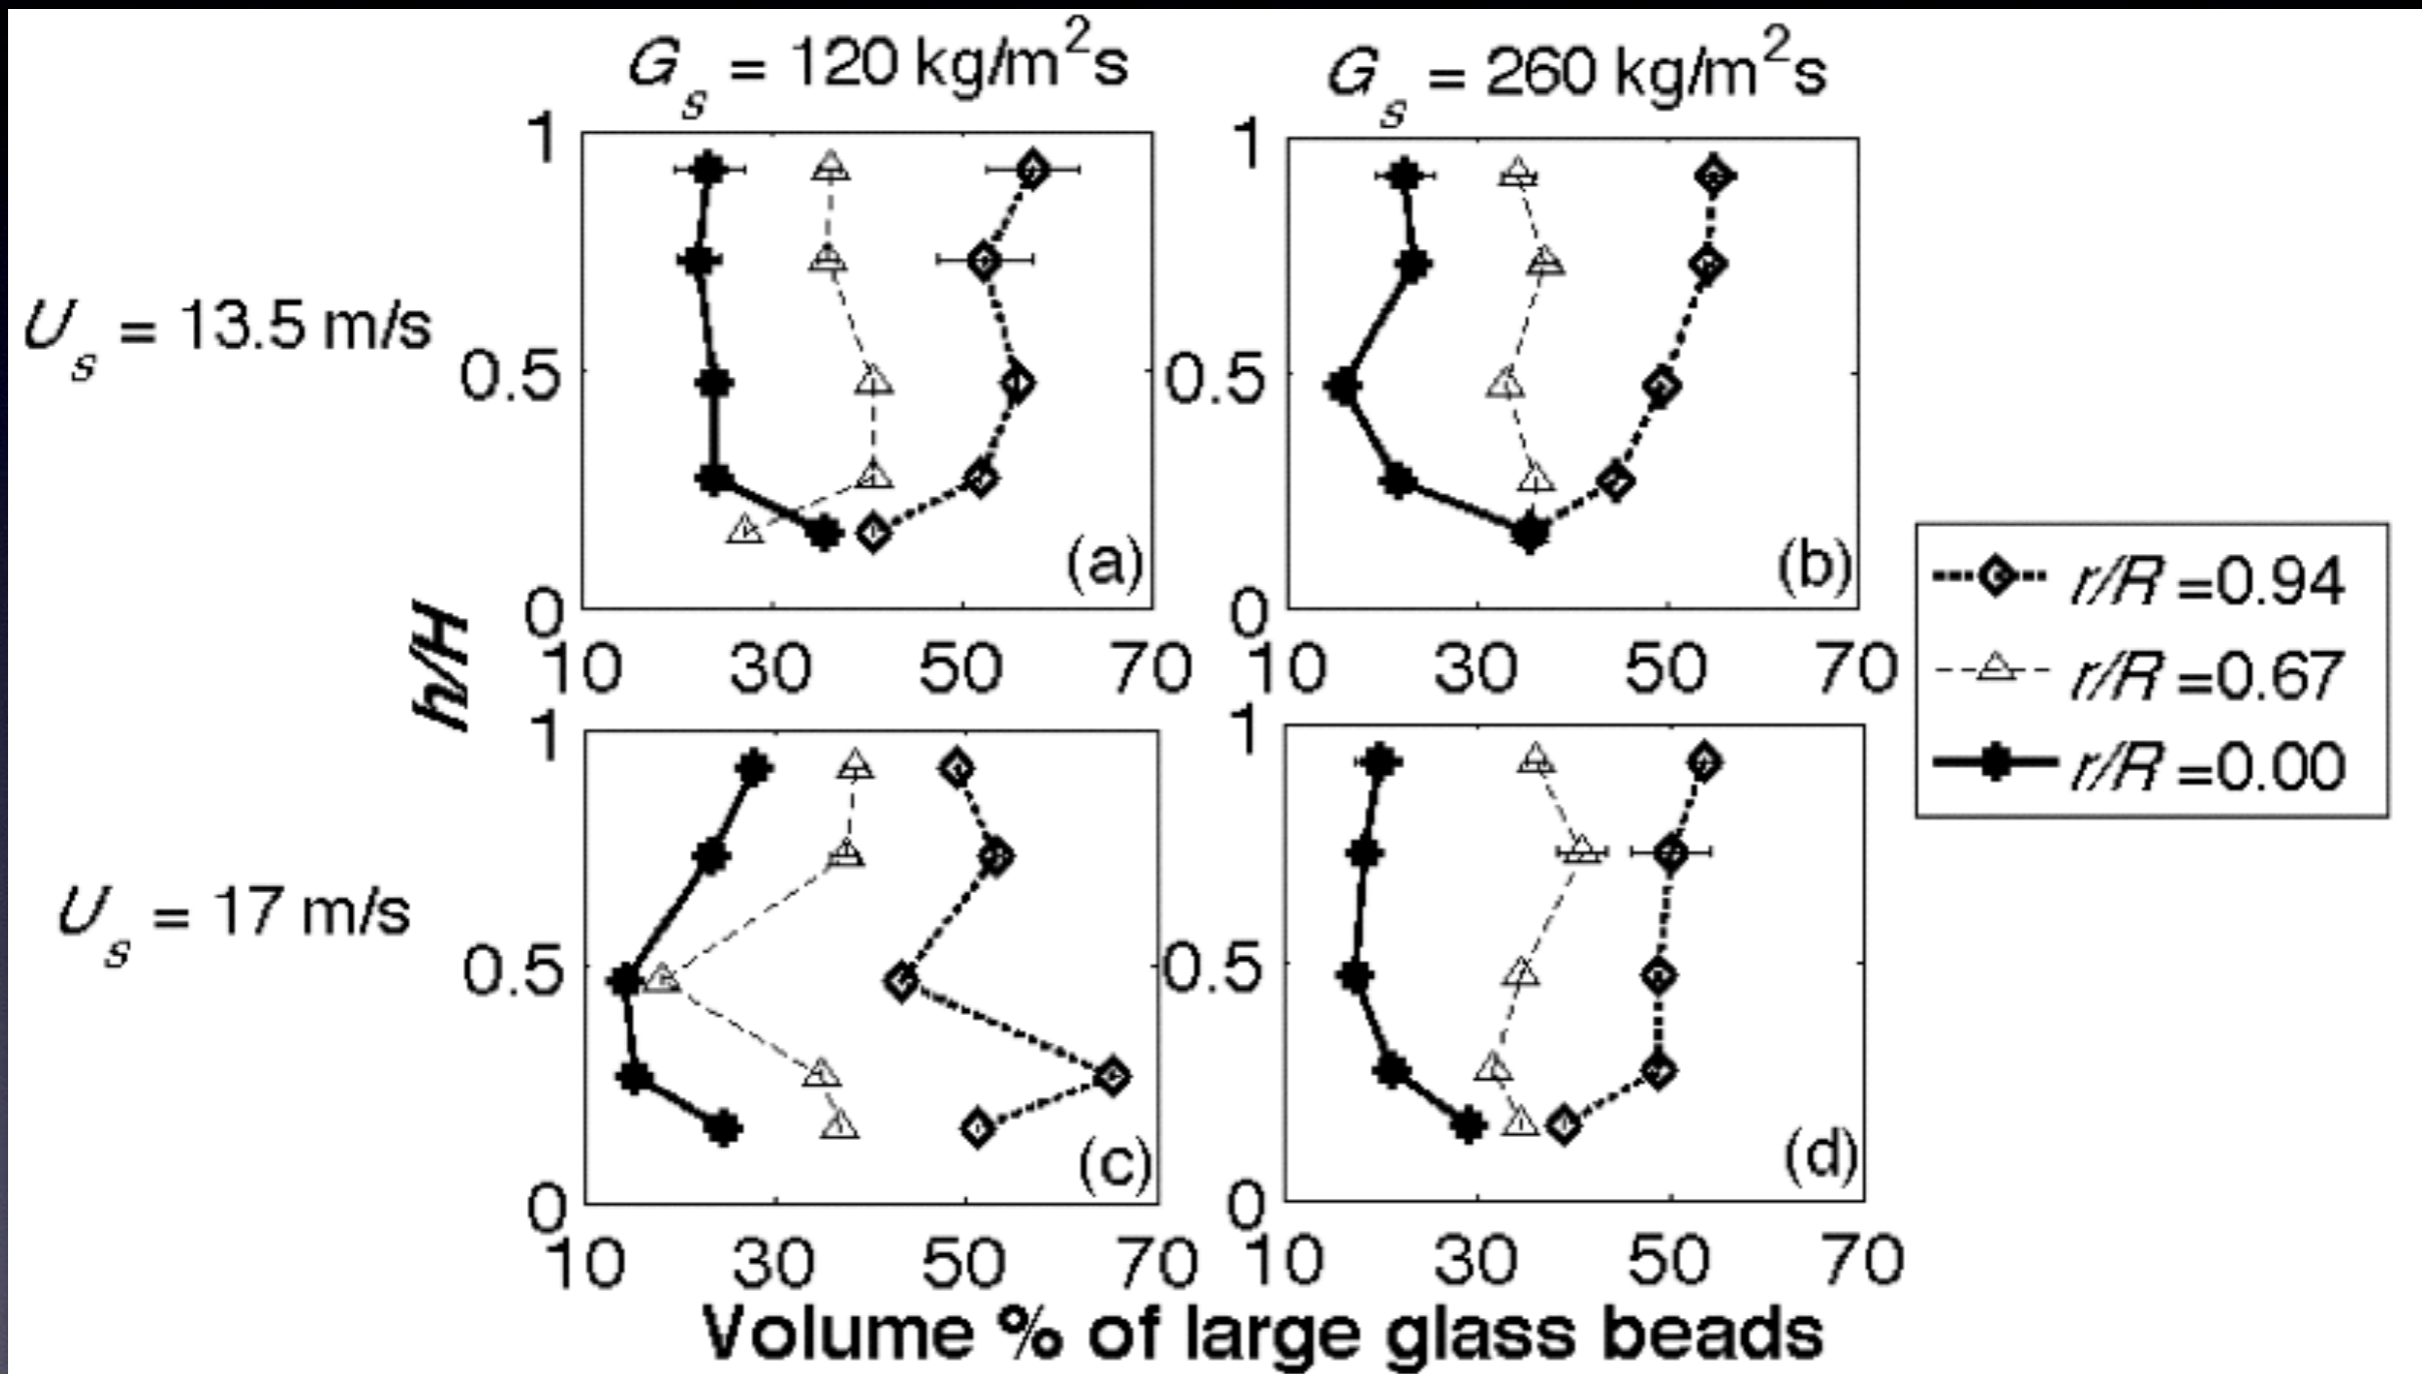 G_s = 120 kg/m²s
G_s = 260 kg/m²s
U_s = 13.5 m/s
1
0.5
0
10 30 50 70
(a)
1
0.5
0
10 30 50 70
(b)
h/H
r/R =0.94
r/R =0.67
r/R =0.00
U_s = 17 m/s
1
0.5
0
10 30 50 70
(c)
1
0.5
0
10 30 50 70
(d)
Volume % of large glass beads